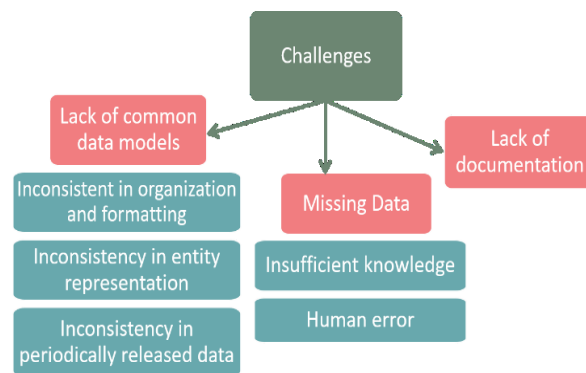 Challenges
Lack of common
data models
Inconsistent in organization
and formatting
Inconsistency in entity
representation
Inconsistency in
periodically released data
Missing Data
Insufficient knowledge
Human error
Lack of
documentation